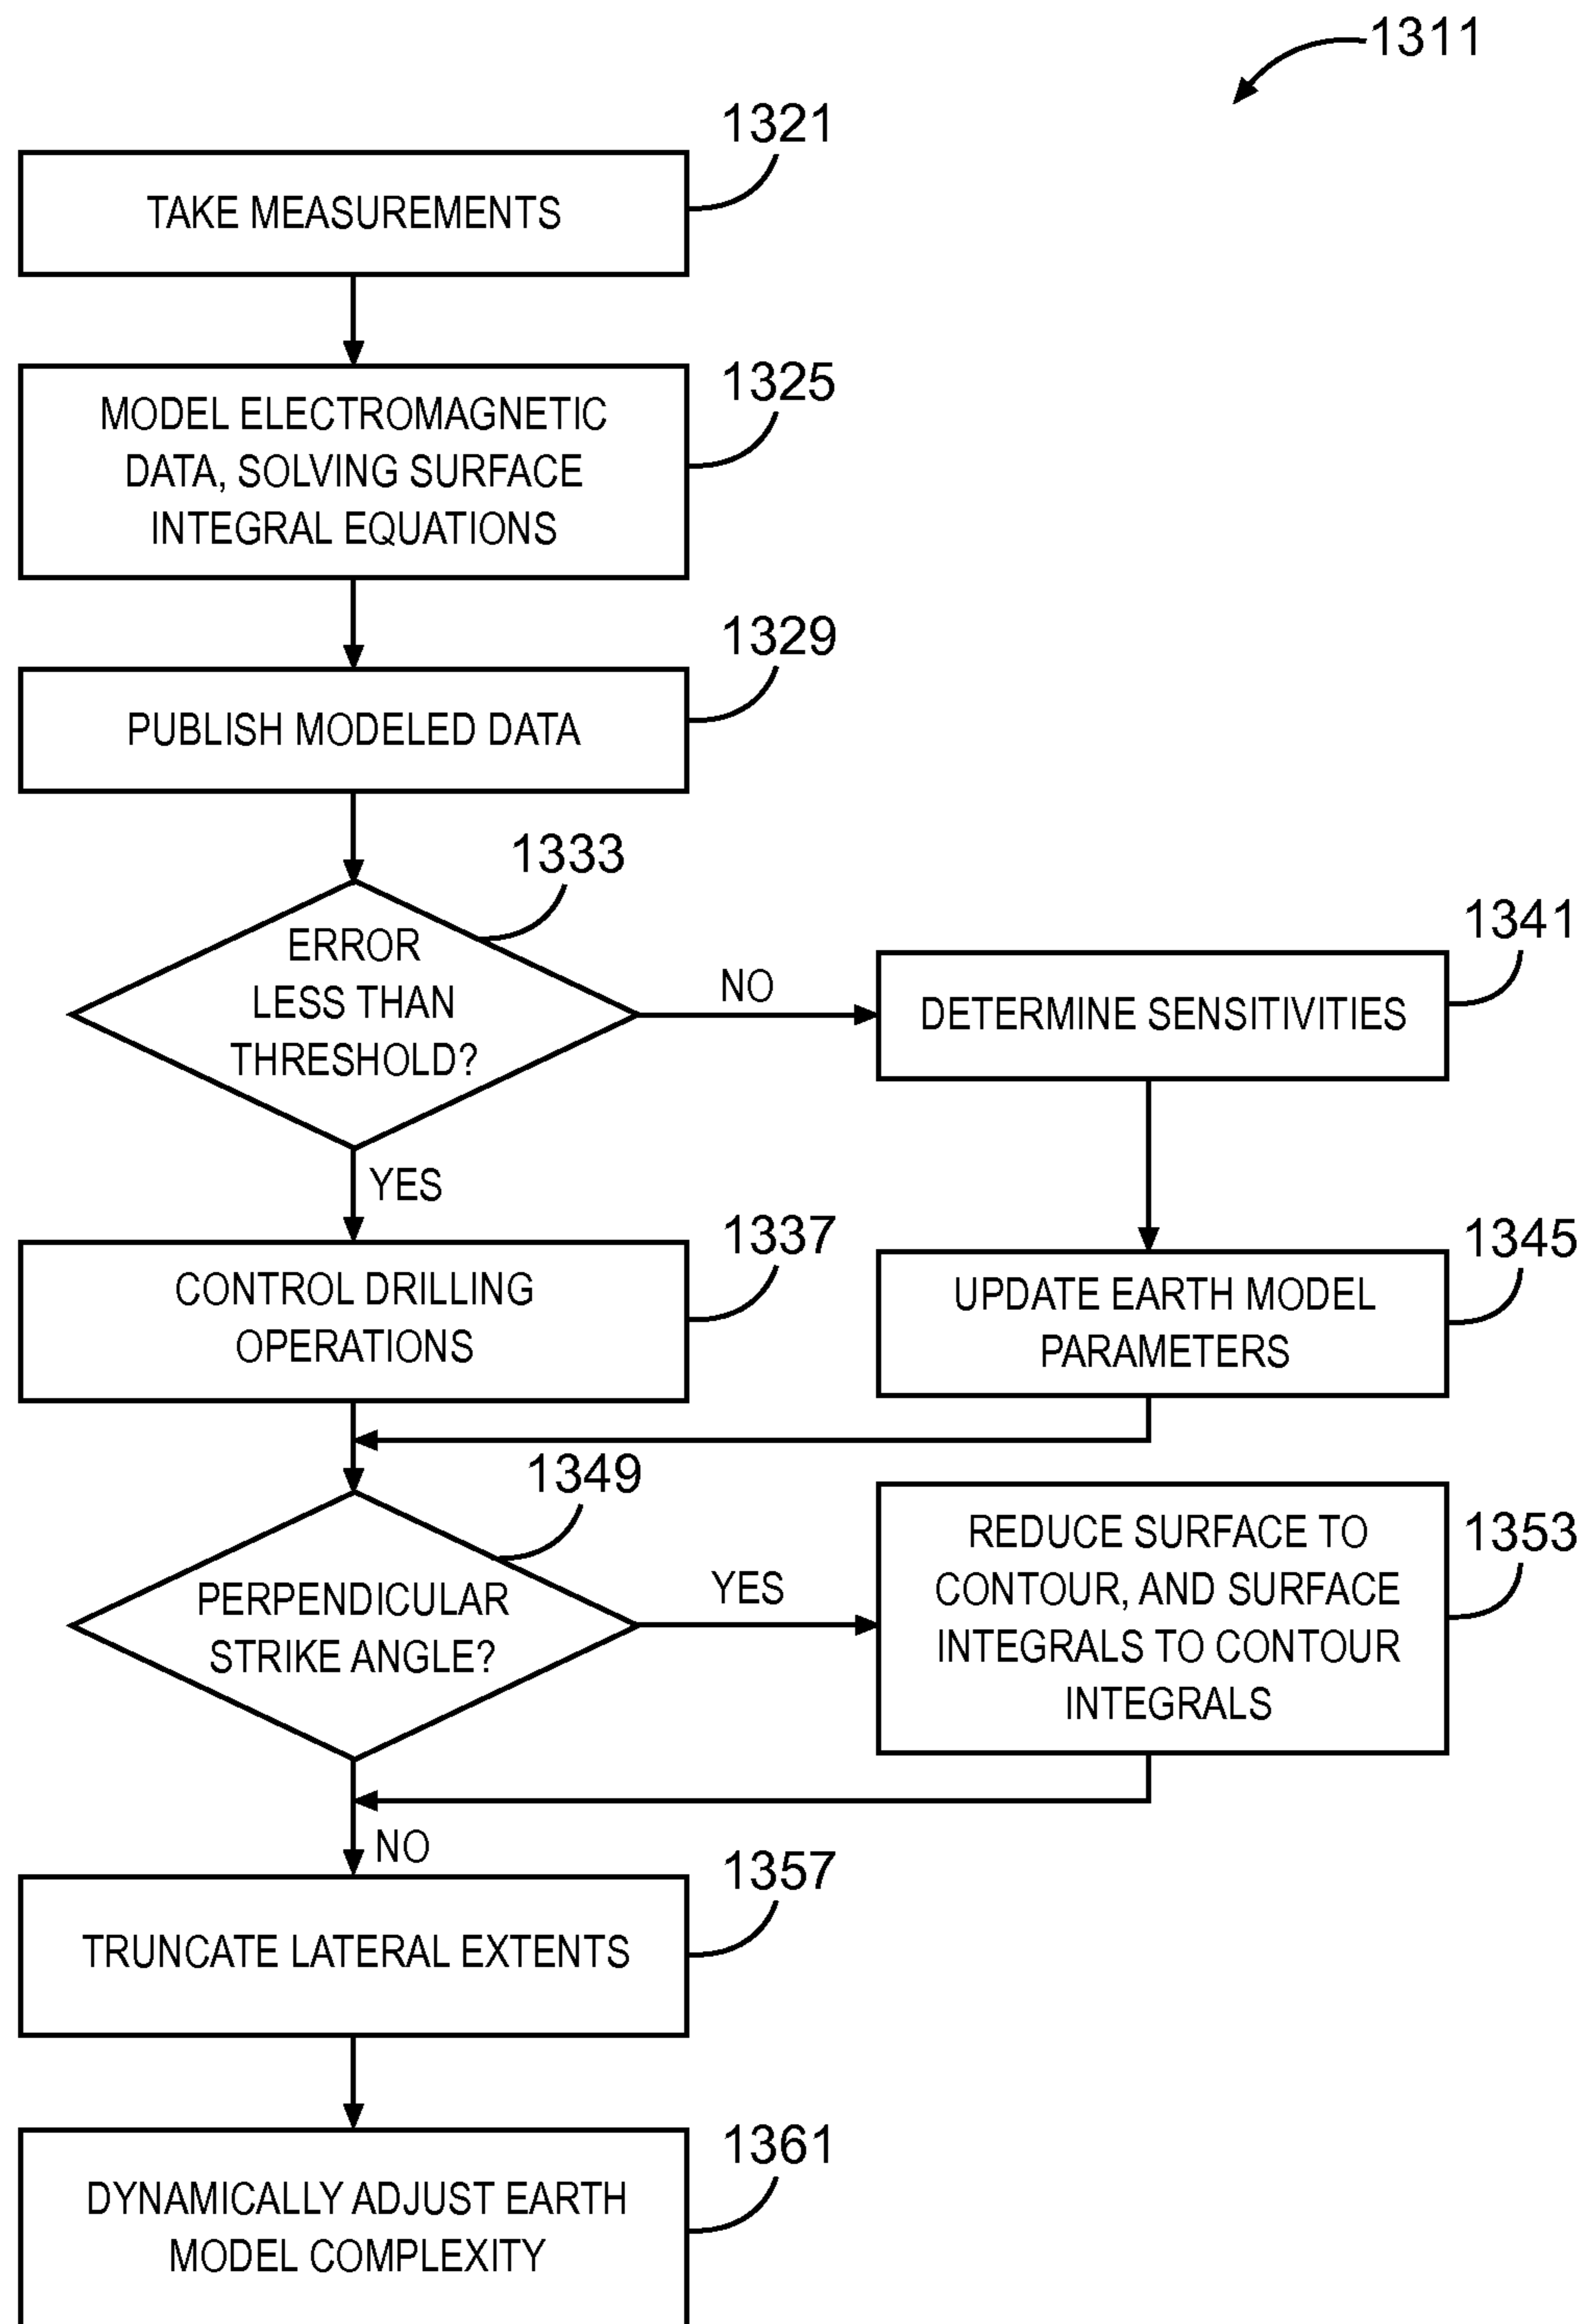 1311
1321
TAKE MEASUREMENTS
1325
MODEL ELECTROMAGNETIC
DATA, SOLVING SURFACE
INTEGRAL EQUATIONS
1329
PUBLISH MODELED DATA
1333
ERROR
LESS THAN
THRESHOLD?
NO
1341
DETERMINE SENSITIVITIES
YES
1337
CONTROL DRILLING
OPERATIONS
1345
UPDATE EARTH MODEL
PARAMETERS
1349
PERPENDICULAR
STRIKE ANGLE?
YES
1353
REDUCE SURFACE TO
CONTOUR, AND SURFACE
INTEGRALS TO CONTOUR
INTEGRALS
NO
1357
TRUNCATE LATERAL EXTENTS
1361
DYNAMICALLY ADJUST EARTH
MODEL COMPLEXITY